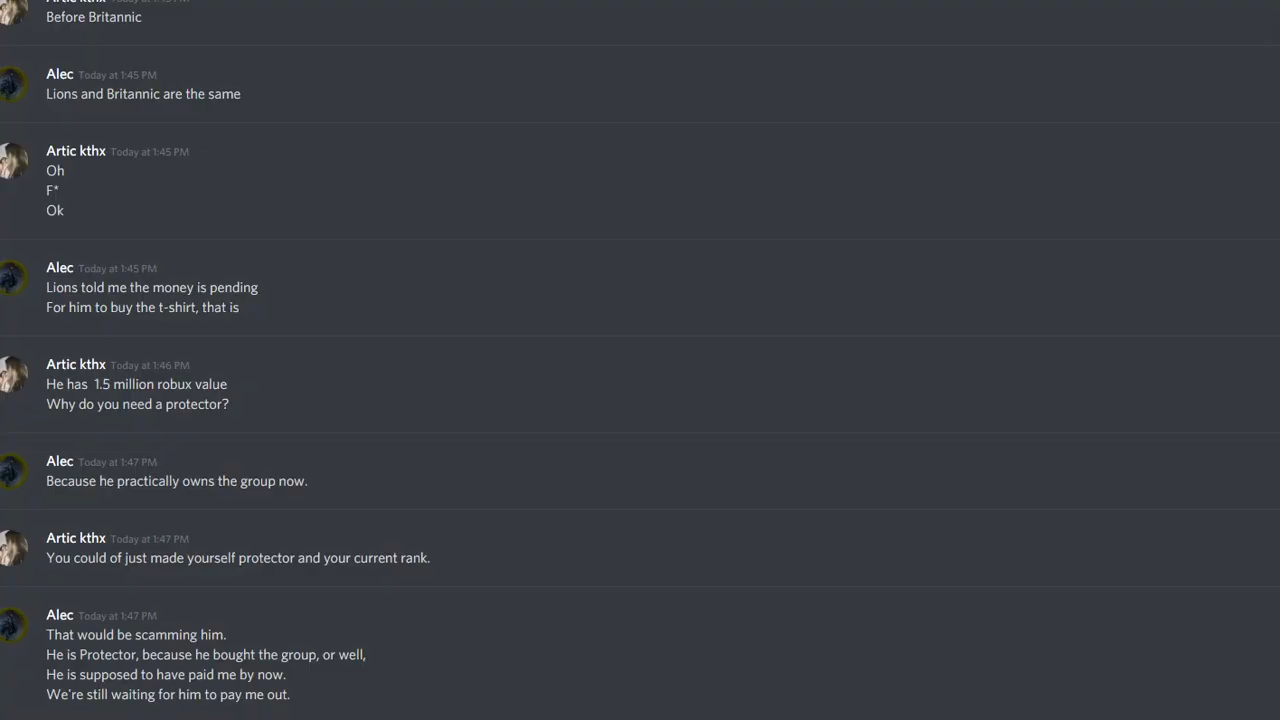 Artic kthx Today at 1:45 PM
Before Britannic
Alec Today at 1:45 PM
Lions and Britannic are the same
Artic kthx Today at 1:45 PM
Oh
F*
Ok
Alec Today at 1:45 PM
Lions told me the money is pending
For him to buy the t-shirt, that is
Artic kthx Today at 1:46 PM
He has 1.5 million robux value
Why do you need a protector?
Alec Today at 1:47 PM
Because he practically owns the group now.
Artic kthx Today at 1:47 PM
You could of just made yourself protector and your current rank.
Alec Today at 1:47 PM
That would be scamming him.
He is Protector, because he bought the group, or well,
He is supposed to have paid me by now.
We're still waiting for him to pay me out.